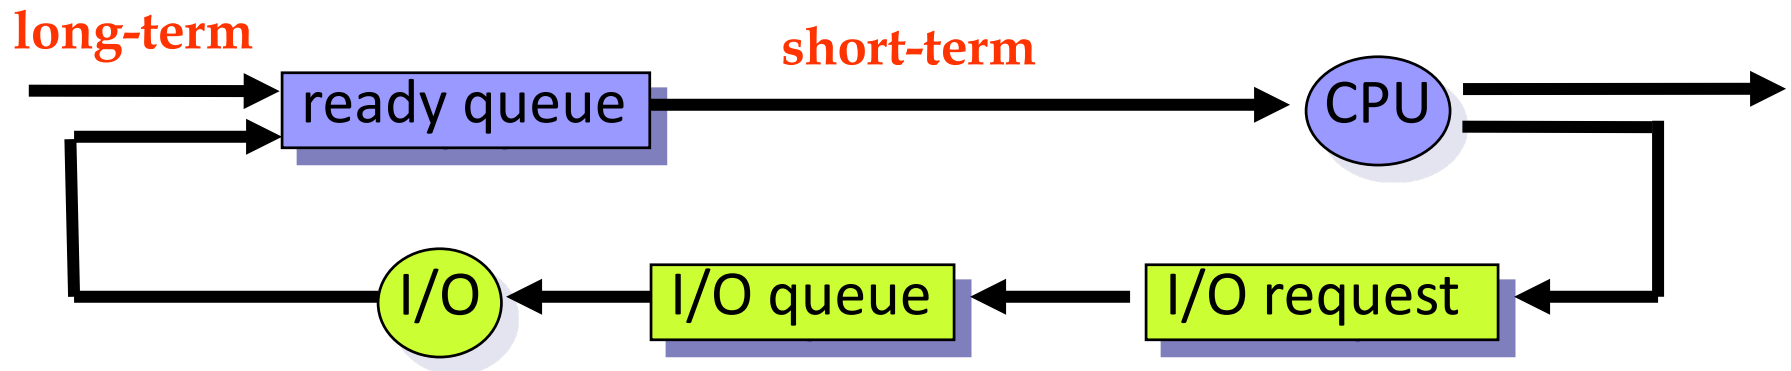 long-term
short-term
ready queue
CPU
I/O
I/O queue
I/O request